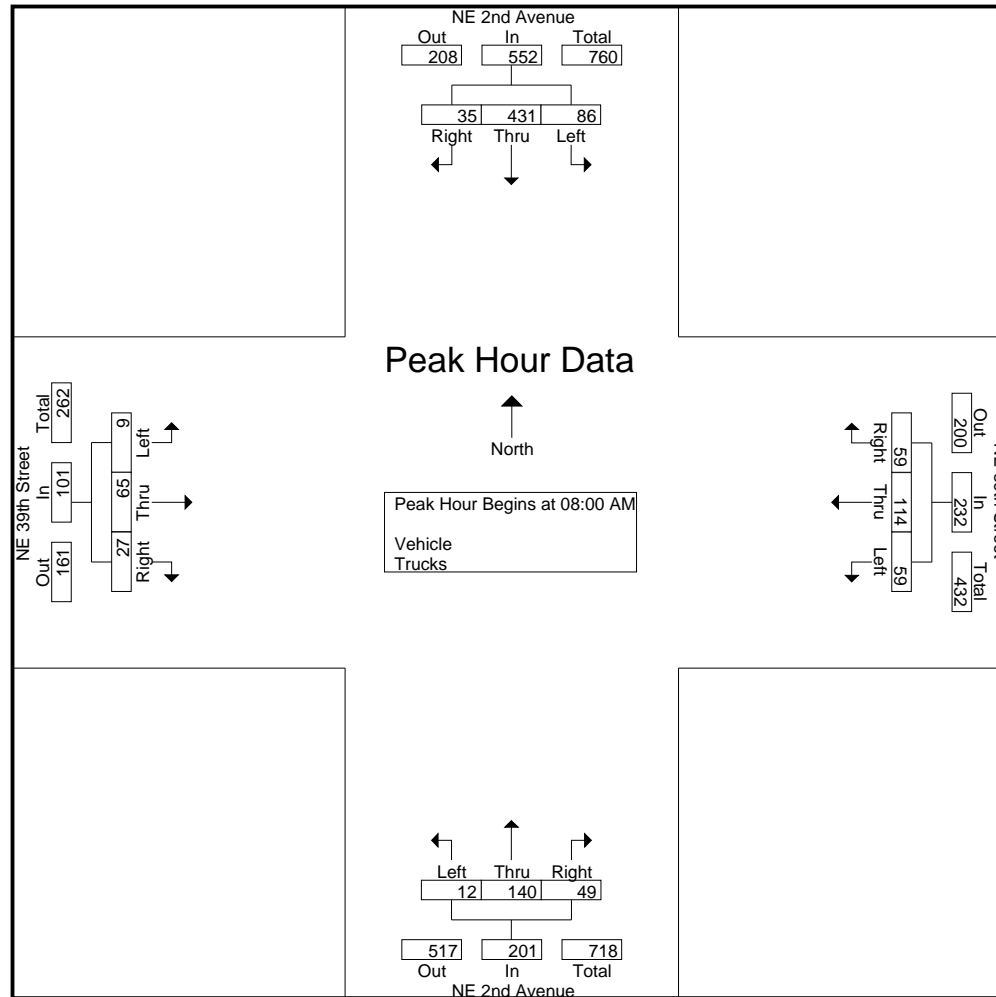 NE 2nd Avenue
Out In Total
208 552 760
35 431 86
Right Thru Left
Peak Hour Data
North
Peak Hour Begins at 08:00 AM
Vehicle
Trucks
NE 39th Street
Total In Out
262 101 161
9 65 27
Left Thru Right
Right Thru Left
59 114 59
Out In Total
200 232 432
Left Thru Right
12 140 49
517 201 718
Out In Total
NE 2nd Avenue